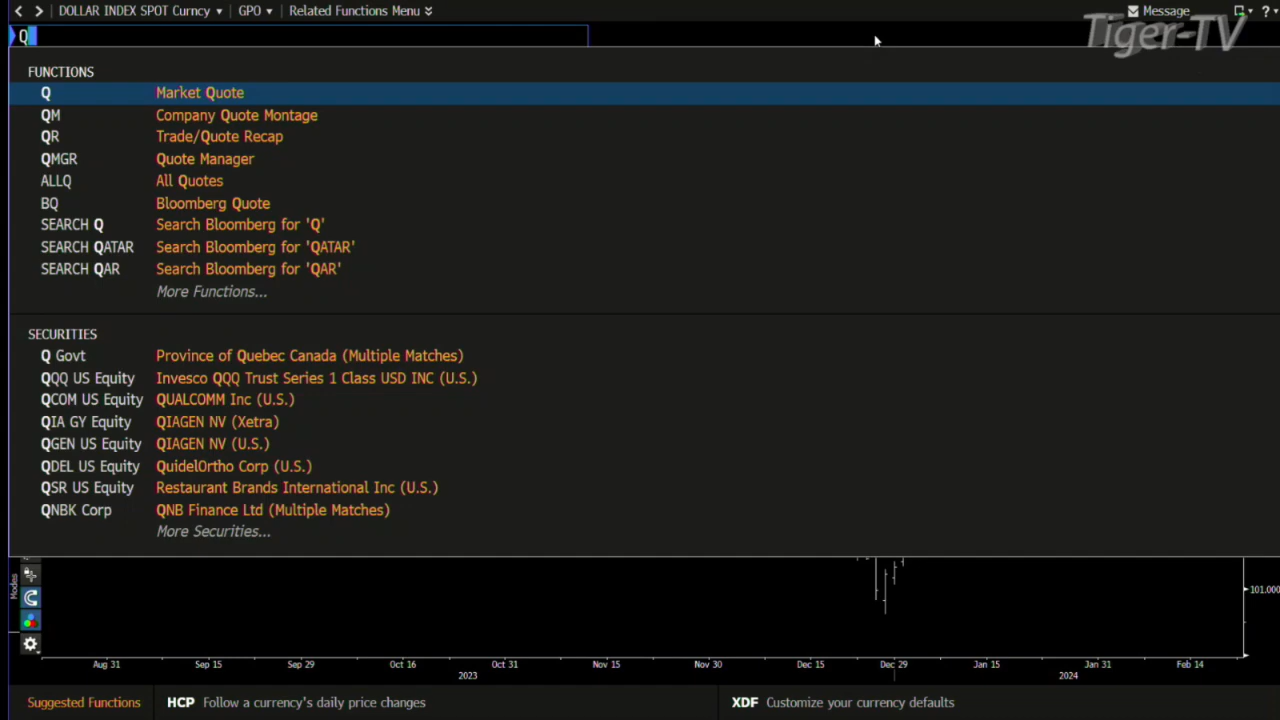 DOLLAR INDEX SPOT Curncy GPO Related Functions Menu Message ?
Tiger-TV
Q
FUNCTIONS
Q Market Quote
QM Company Quote Montage
QR Trade/Quote Recap
QMGR Quote Manager
ALLQ All Quotes
BQ Bloomberg Quote
SEARCH Q Search Bloomberg for 'Q'
SEARCH QATAR Search Bloomberg for 'QATAR'
SEARCH QAR Search Bloomberg for 'QAR'
More Functions...
SECURITIES
Q Govt Province of Quebec Canada (Multiple Matches)
QQQ US Equity Invesco QQQ Trust Series 1 Class USD INC (U.S.)
QCOM US Equity QUALCOMM Inc (U.S.)
QIA GY Equity QIAGEN NV (Xetra)
QGEN US Equity QIAGEN NV (U.S.)
QDEL US Equity QuidelOrtho Corp (U.S.)
QSR US Equity Restaurant Brands International Inc (U.S.)
QNBK Corp QNB Finance Ltd (Multiple Matches)
More Securities...
Modes
101.000
Aug 31 Sep 15 Sep 29 Oct 16 Oct 31 Nov 15 Nov 30 Dec 15 Dec 29 Jan 15 Jan 31 Feb 14
2023 2024
Suggested Functions HCP Follow a currency's daily price changes XDF Customize your currency defaults